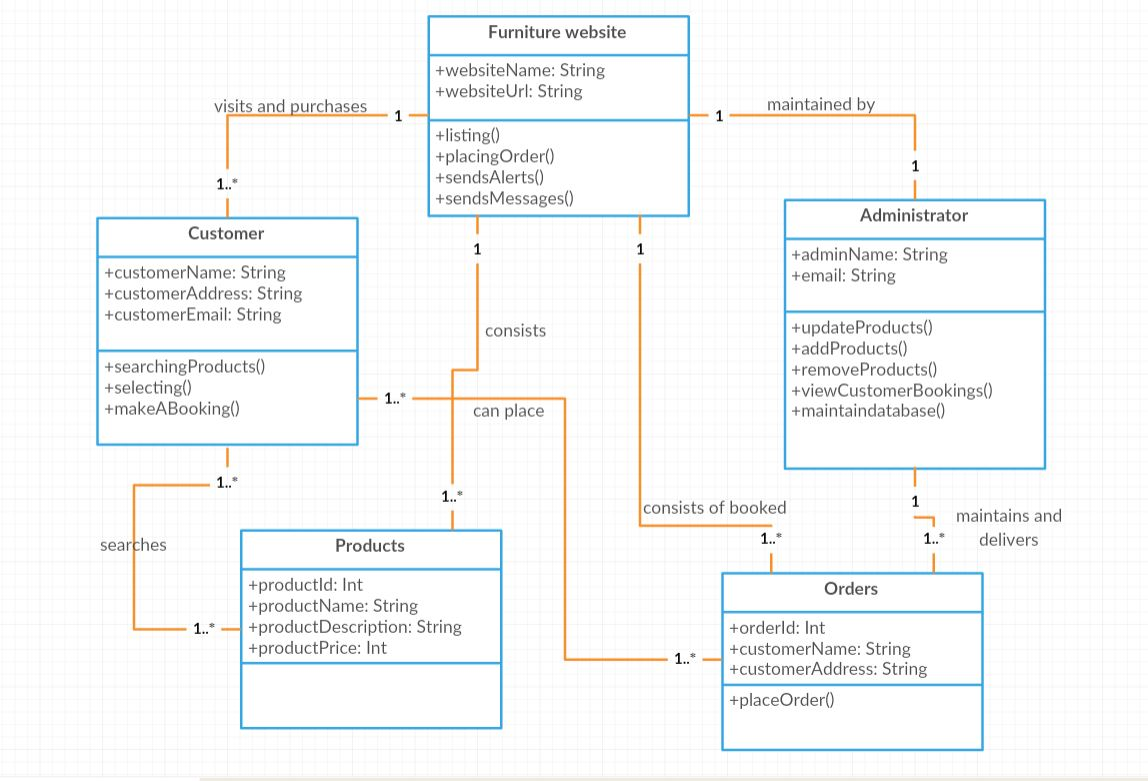 Furniture website
+websiteName: String
+websiteUrl: String
+listing()
+placingOrder()
+sendsAlerts()
+sendsMessages()
visits and purchases
1
1..*
1
maintained by
1
Customer
+customerName: String
+customerAddress: String
+customerEmail: String
+searchingProducts()
+selecting()
+makeABooking()
Administrator
+adminName: String
+email: String
+updateProducts()
+addProducts()
+removeProducts()
+viewCustomerBookings()
+maintaindatabase()
1
consists
1..*
1
consists of booked
1..*
1..*
can place
1..*
1..*
searches
1..*
1
maintains and
delivers
1..*
Products
+productId: Int
+productName: String
+productDescription: String
+productPrice: Int
Orders
+orderId: Int
+customerName: String
+customerAddress: String
+placeOrder()